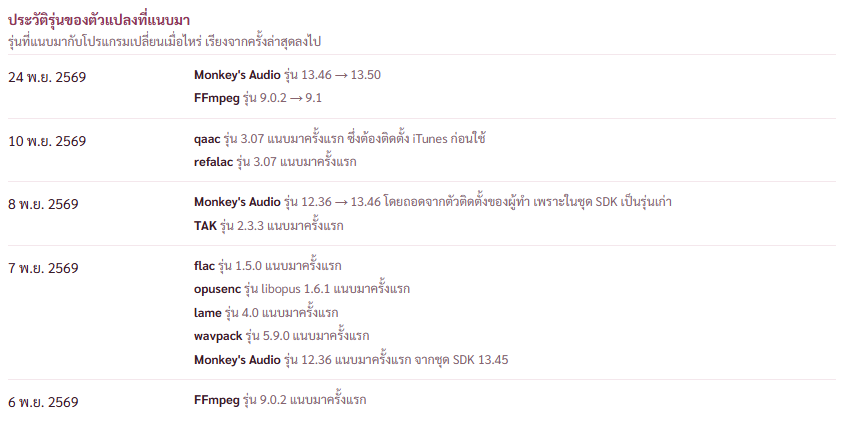 ประวัติรุ่นของตัวแปลงที่แนบมา
รุ่นที่แนบมากับโปรแกรมเปลี่ยนเมื่อไหร่ เรียงจากครั้งล่าสุดลงไป
24 พ.ย. 2569
Monkey's Audio รุ่น 13.46 → 13.50
FFmpeg รุ่น 9.0.2 → 9.1
10 พ.ย. 2569
qaac รุ่น 3.07 แนบมาครั้งแรก ซึ่งต้องติดตั้ง iTunes ก่อนใช้
refalac รุ่น 3.07 แนบมาครั้งแรก
8 พ.ย. 2569
Monkey's Audio รุ่น 12.36 → 13.46 โดยถอดจากตัวติดตั้งของผู้ทำ เพราะในชุด SDK เป็นรุ่นเก่า
TAK รุ่น 2.3.3 แนบมาครั้งแรก
7 พ.ย. 2569
flac รุ่น 1.5.0 แนบมาครั้งแรก
opusenc รุ่น libopus 1.6.1 แนบมาครั้งแรก
lame รุ่น 4.0 แนบมาครั้งแรก
wavpack รุ่น 5.9.0 แนบมาครั้งแรก
Monkey's Audio รุ่น 12.36 แนบมาครั้งแรก จากชุด SDK 13.45
6 พ.ย. 2569
FFmpeg รุ่น 9.0.2 แนบมาครั้งแรก